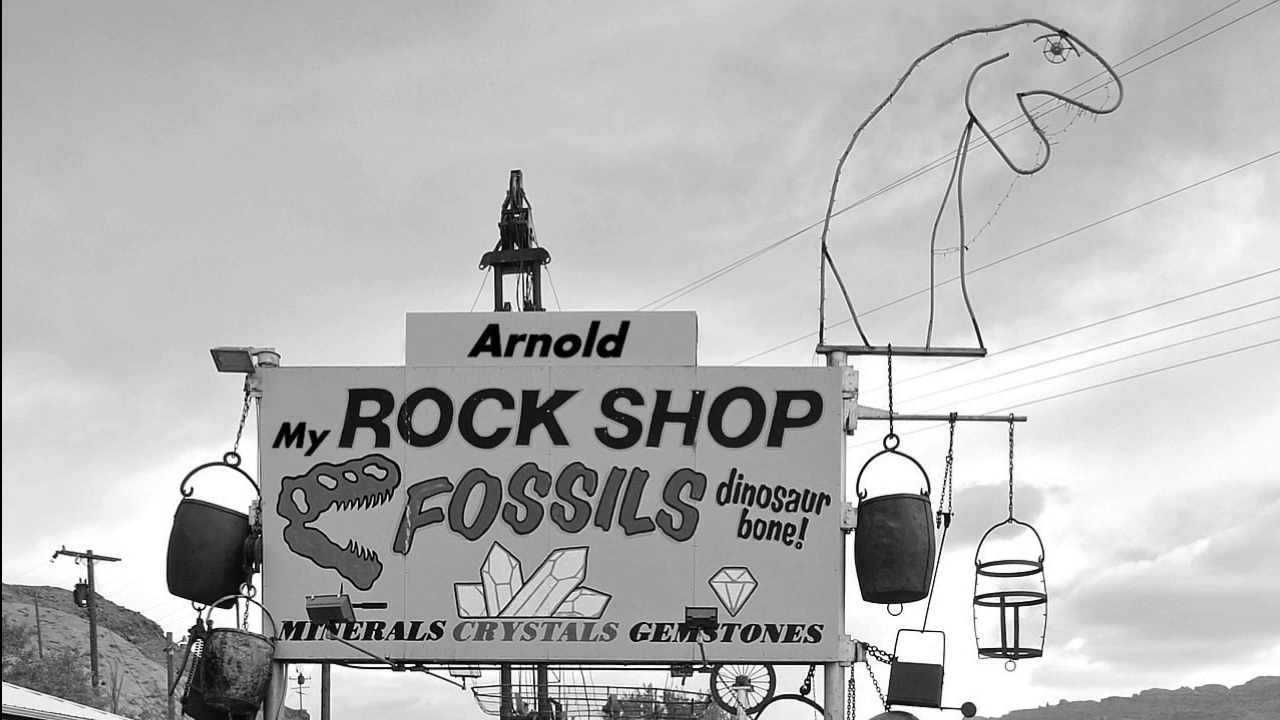 Arnold
My ROCK SHOP
FOSSILS dinosaur
bone!
MINERALS CRYSTALS GEMSTONES